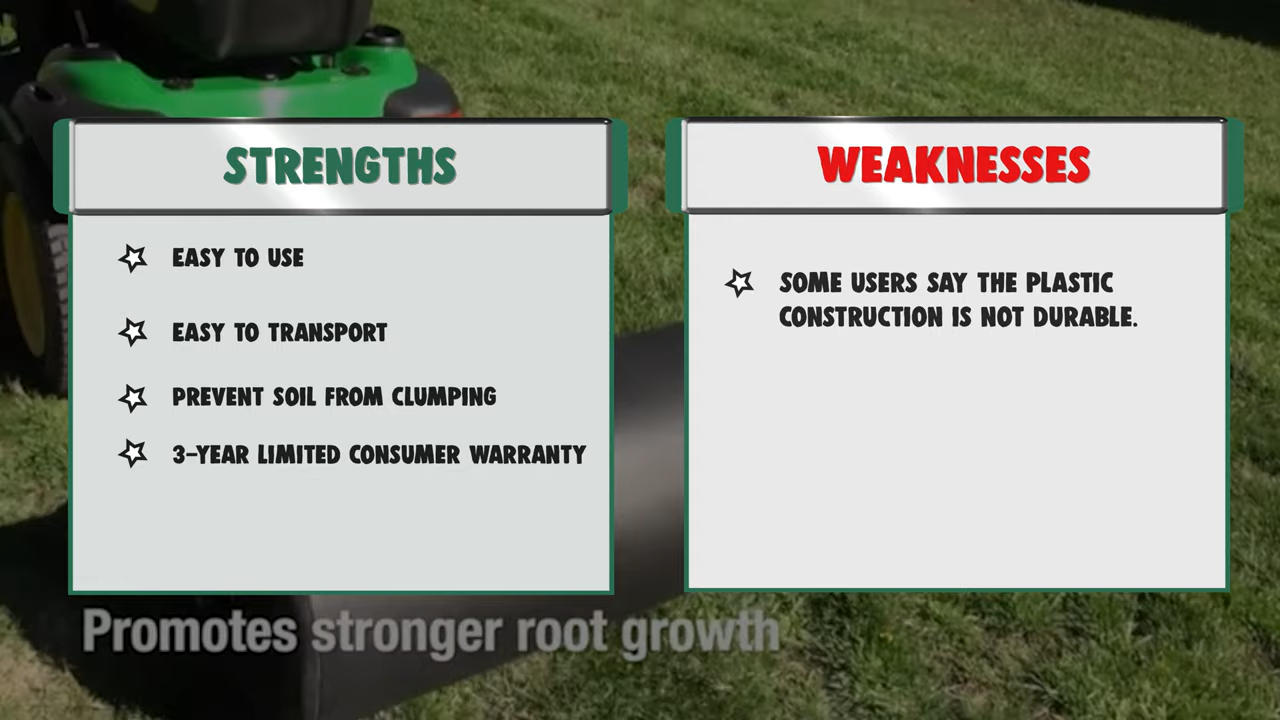 STRENGTHS
EASY TO USE
EASY TO TRANSPORT
PREVENT SOIL FROM CLUMPING
3-YEAR LIMITED CONSUMER WARRANTY
WEAKNESSES
SOME USERS SAY THE PLASTIC
CONSTRUCTION IS NOT DURABLE.
Promotes stronger root growth